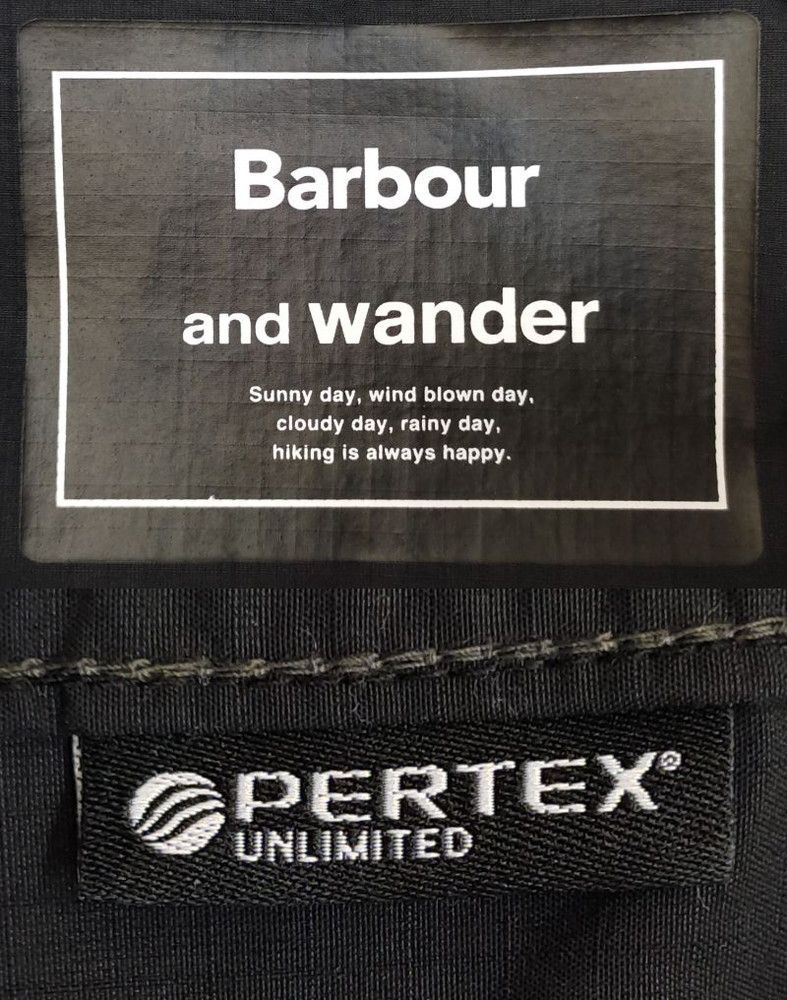 Barbour
and wander
Sunny day, wind blown day,
cloudy day, rainy day,
hiking is always happy.
PERTEX®
UNLIMITED